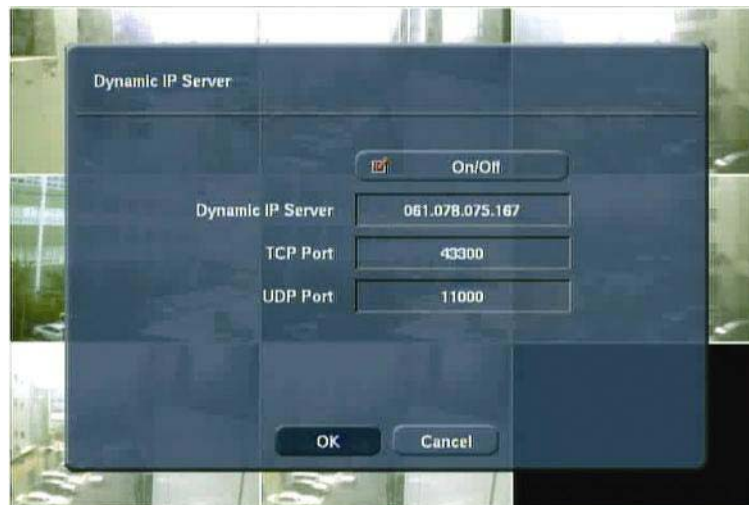 Dynamic IP Server
On/Off
Dynamic IP Server 061.078.075.167
TCP Port 43300
UDP Port 11000
OK Cancel